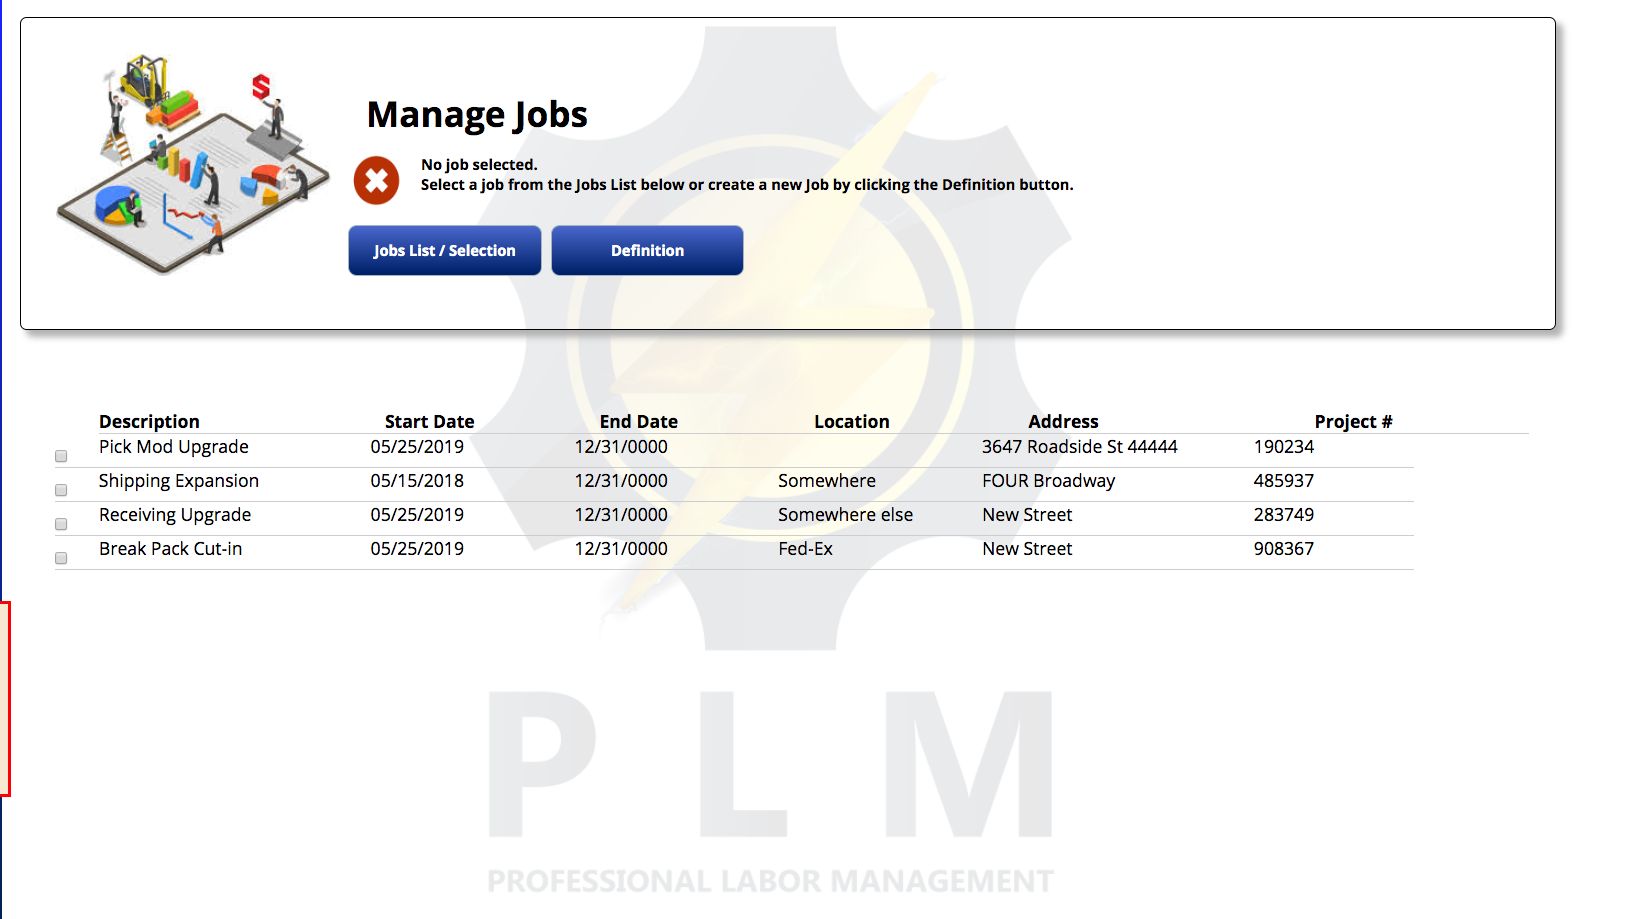 Manage Jobs
No job selected.
Select a job from the Jobs List below or create a new Job by clicking the Definition button.
Jobs List / Selection Definition
Description Start Date End Date Location Address Project #
Pick Mod Upgrade 05/25/2019 12/31/0000 3647 Roadside St 44444 190234
Shipping Expansion 05/15/2018 12/31/0000 Somewhere FOUR Broadway 485937
Receiving Upgrade 05/25/2019 12/31/0000 Somewhere else New Street 283749
Break Pack Cut-in 05/25/2019 12/31/0000 Fed-Ex New Street 908367
P L M
PROFESSIONAL LABOR MANAGEMENT